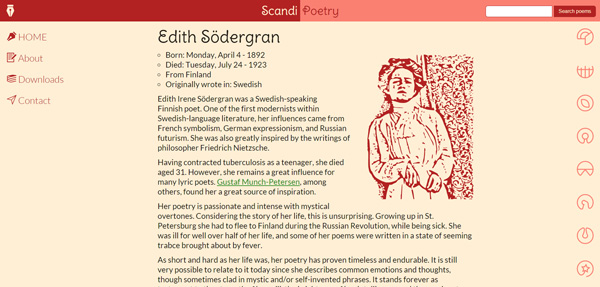 Scandi Poetry
Search poems
HOME
About
Downloads
Contact
Edith Södergran
Born: Monday, April 4 - 1892
Died: Tuesday, July 24 - 1923
From Finland
Originally wrote in: Swedish
Edith Irene Södergran was a Swedish-speaking
Finnish poet. One of the first modernists within
Swedish-language literature, her influences came from
French symbolism, German expressionism, and Russian
futurism. She was also greatly inspired by the writings of
philosopher Friedrich Nietzsche.
Having contracted tuberculosis as a teenager, she died
aged 31. However, she remains a great influence for
many lyric poets. Gustaf Munch-Petersen, among
others, found her a great source of inspiration.
Her poetry is passionate and intense with mystical
overtones. Considering the story of her life, this is unsurprising. Growing up in St.
Petersburg she had to flee to Finland during the Russian Revolution, while being sick. She
was ill for well over half of her life, and some of her poems were written in a state of seeming
trabce brought about by fever.
As short and hard as her life was, her poetry has proven timeless and endurable. It is still
very possible to relate to it today since she describes common emotions and thoughts,
though sometimes clad in mystic and/or self-invented phrases. It stands forever as